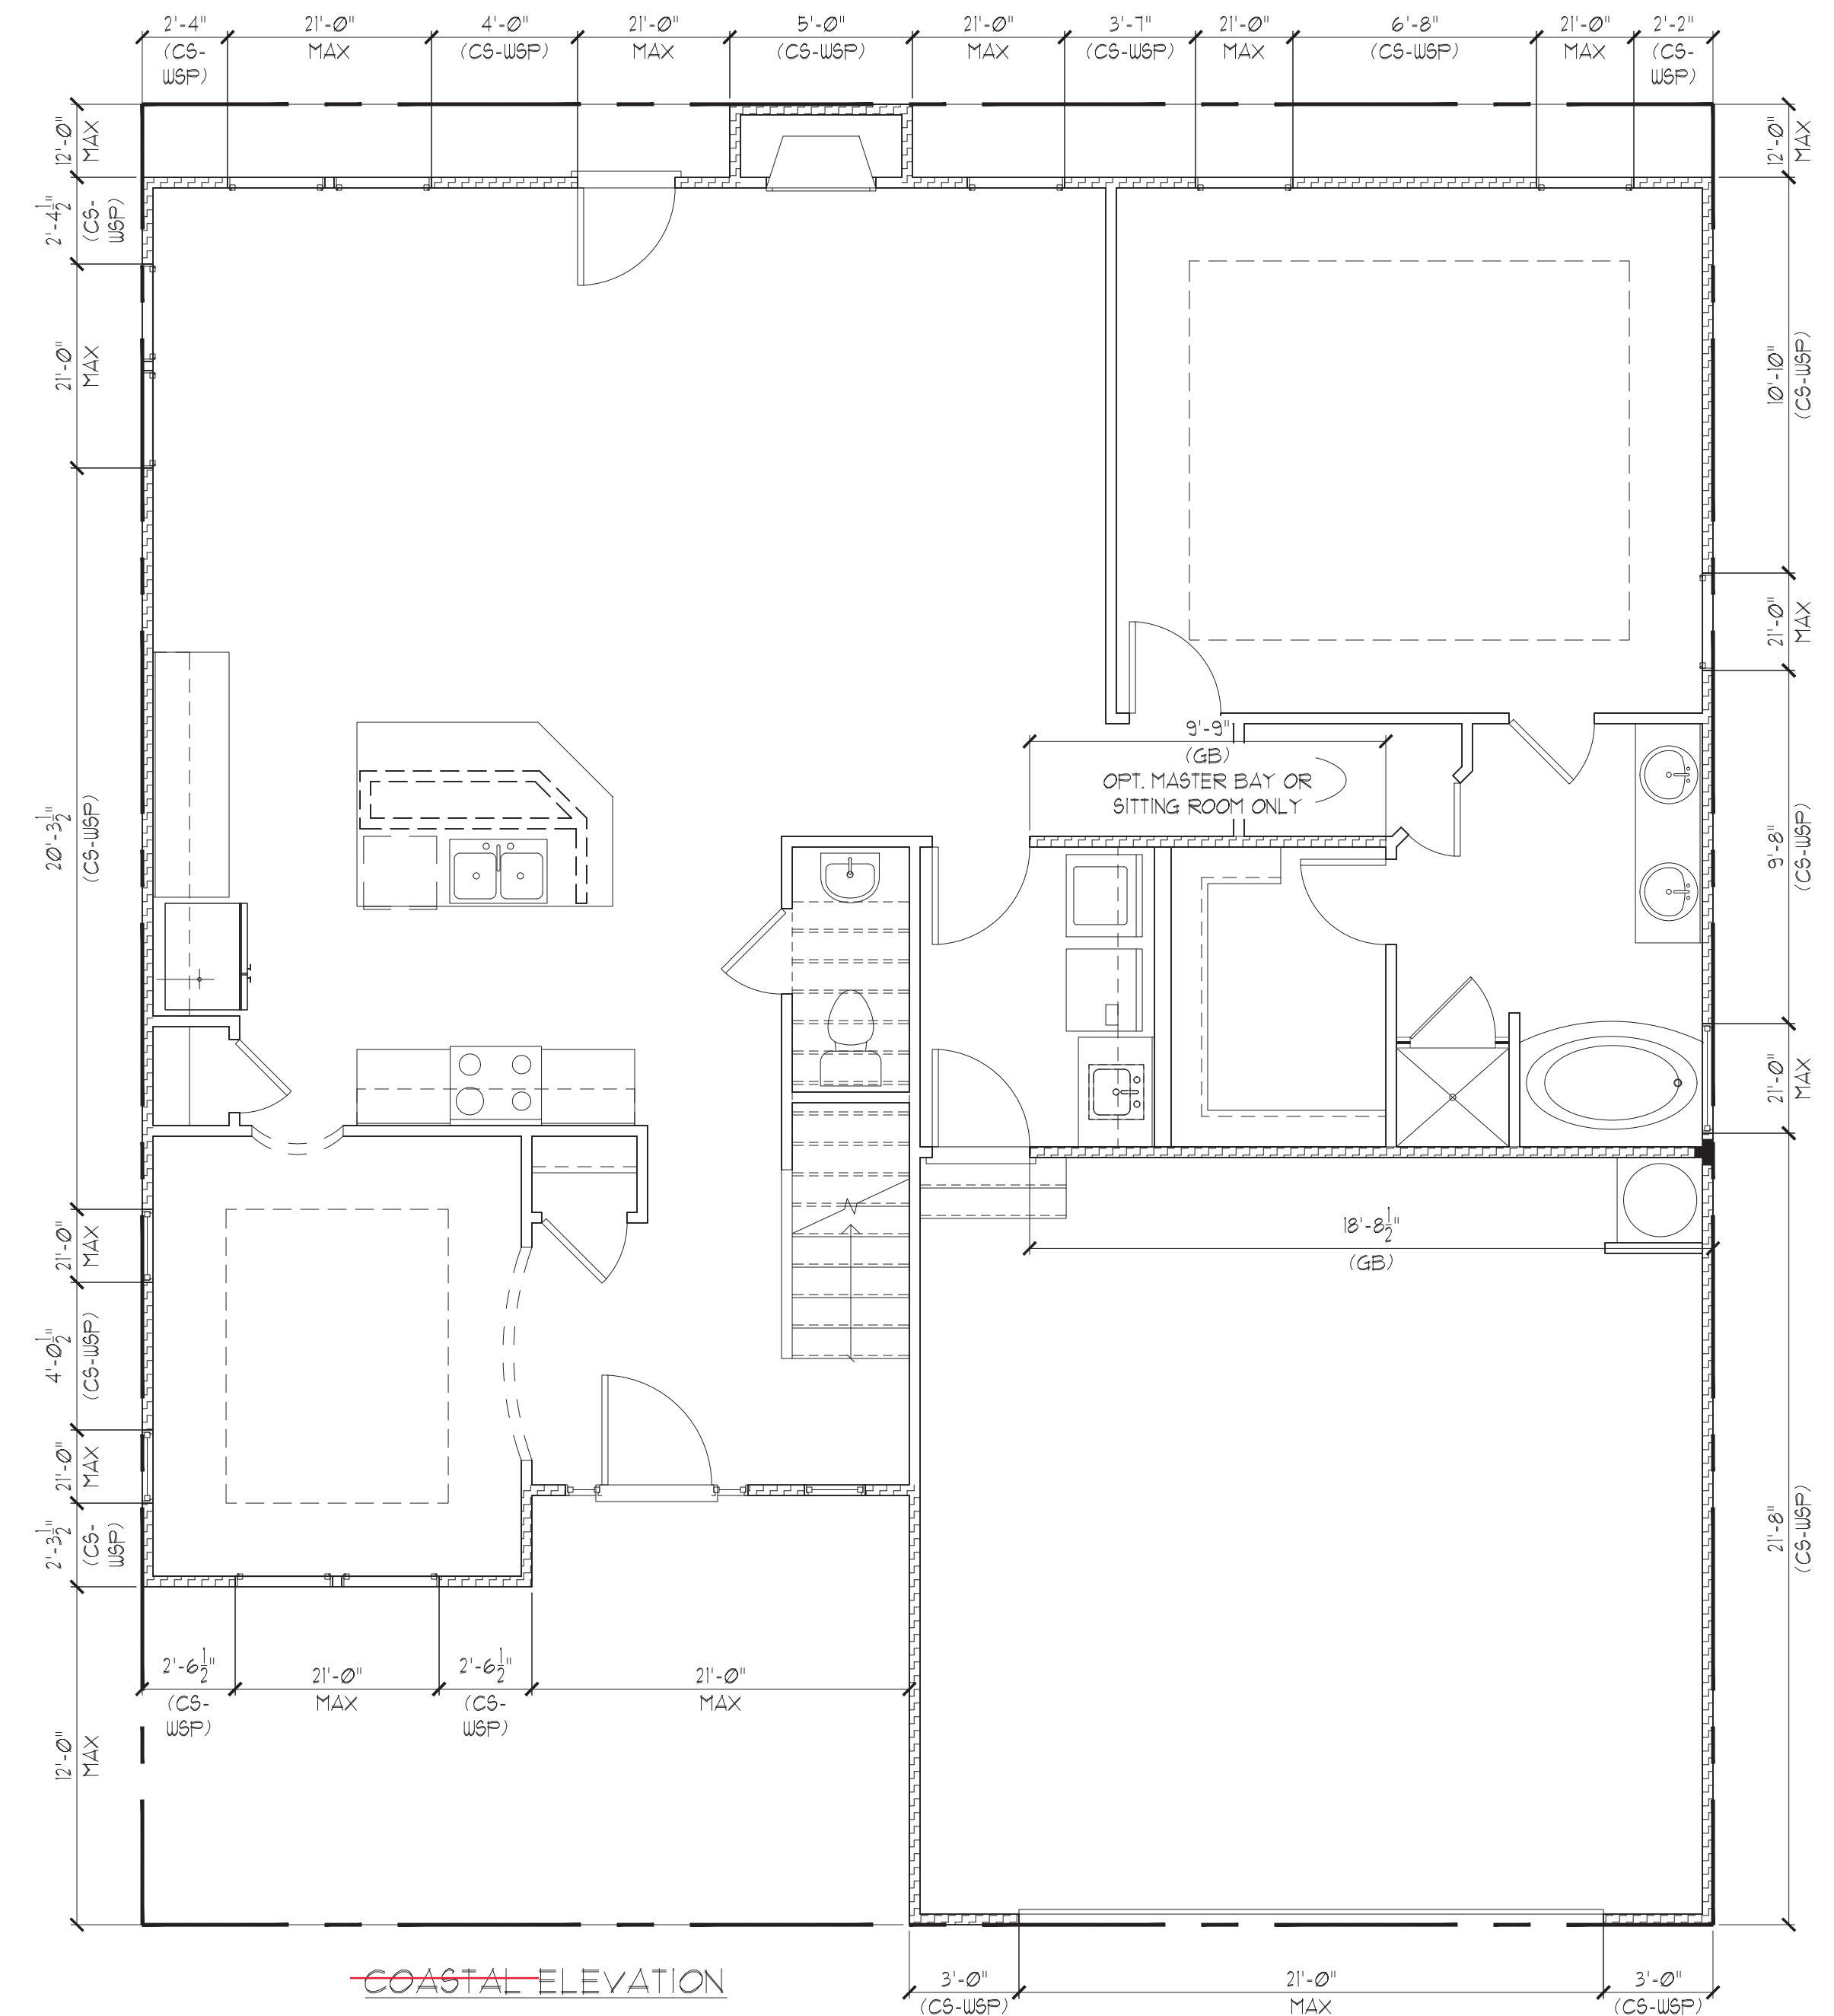 2'-4" 21'-0" 4'-0" 21'-0" 5'-0" 21'-0" 3'-7" 21'-0" 6'-8" 21'-0" 2'-2"
(CS- MAX (CS-WSP) MAX (CS-WSP) MAX (CS-WSP) MAX (CS-WSP) MAX (CS-
WSP) WSP)
12'-0"
MAX
2'-4 1/2"
(CS-
WSP)
21'-0"
MAX
20'-3 1/2"
(CS-WSP)
21'-0"
MAX
4'-0 1/2"
(CS-WSP)
21'-0"
MAX
2'-3 1/2"
(CS-
WSP)
12'-0"
MAX
12'-0"
MAX
10'-10"
(CS-WSP)
21'-0"
MAX
9'-8"
(CS-WSP)
21'-0"
MAX
21'-8"
(CS-WSP)
9'-9"
(GB)
OPT. MASTER BAY OR
SITTING ROOM ONLY
18'-8 1/2"
(GB)
2'-6 1/2" 21'-0" 2'-6 1/2" 21'-0"
(CS- MAX (CS- MAX
WSP) WSP)
COASTAL ELEVATION
3'-0" 21'-0" 3'-0"
(CS-WSP) MAX (CS-WSP)